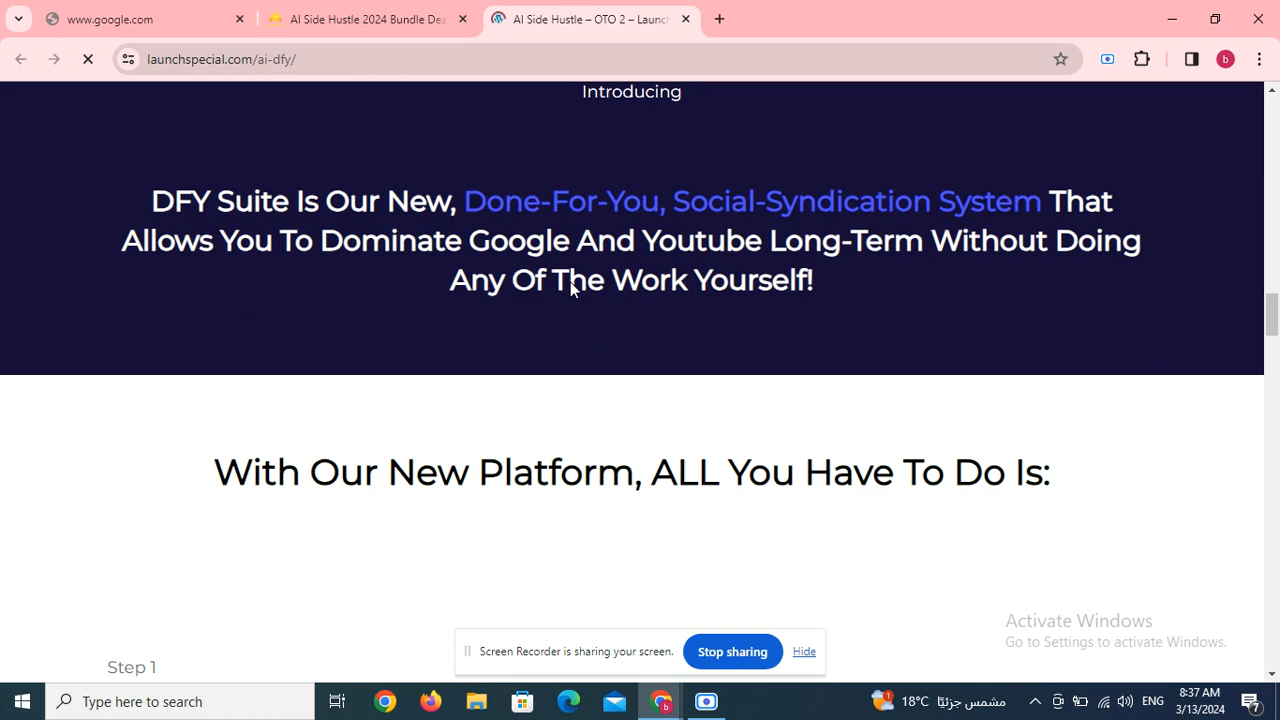 www.google.com
AI Side Hustle 2024 Bundle Dea
AI Side Hustle – OTO 2 – Launch
launchspecial.com/ai-dfy/
b
Introducing
DFY Suite Is Our New, Done-For-You, Social-Syndication System That
Allows You To Dominate Google And Youtube Long-Term Without Doing
Any Of The Work Yourself!
With Our New Platform, ALL You Have To Do Is:
Step 1
Activate Windows
Go to Settings to activate Windows.
Screen Recorder is sharing your screen.
Stop sharing
Hide
Type here to search
b
1
18°C
مشمس جزئيًا
ENG
8:37 AM
3/13/2024
7